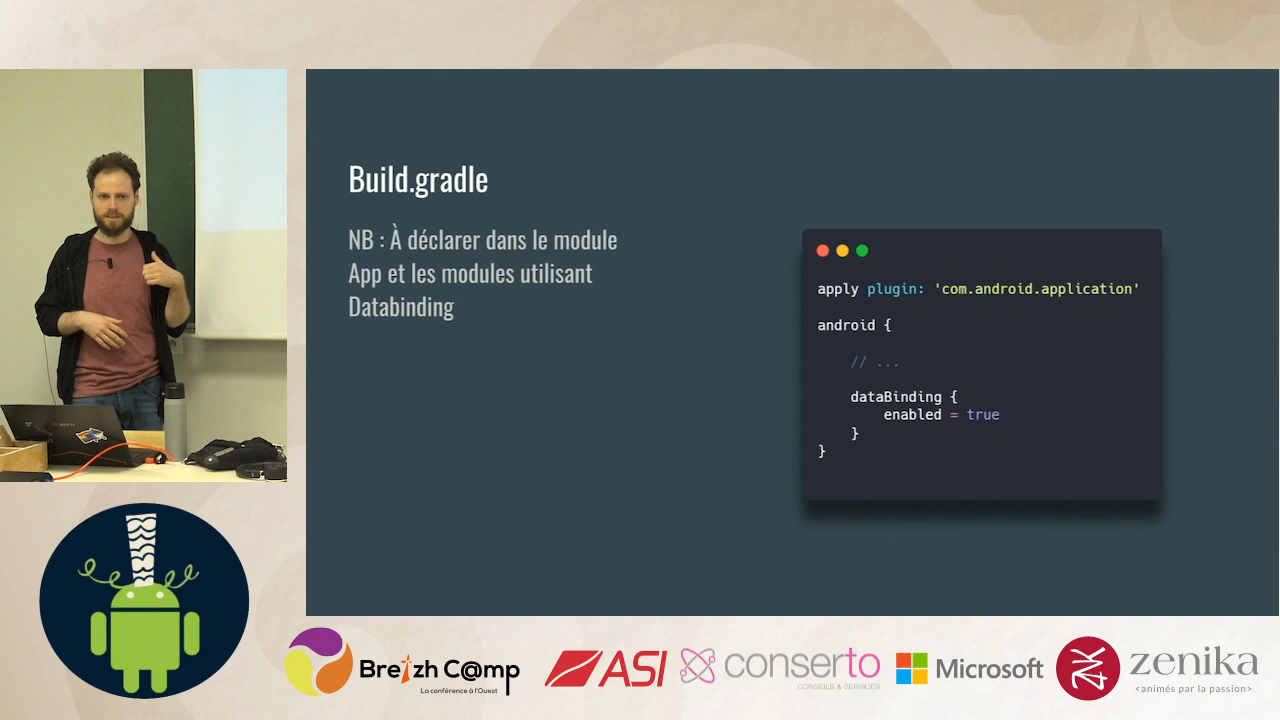 Build.gradle
NB : À déclarer dans le module
App et les modules utilisant
Databinding
apply plugin: 'com.android.application'
android {
// ...
dataBinding {
enabled = true
}
}
Breizh C@mp
La conférence à l'Ouest
ASI
conserto
CONSEILS & SERVICES
Microsoft
zenika
<animés par la passion>